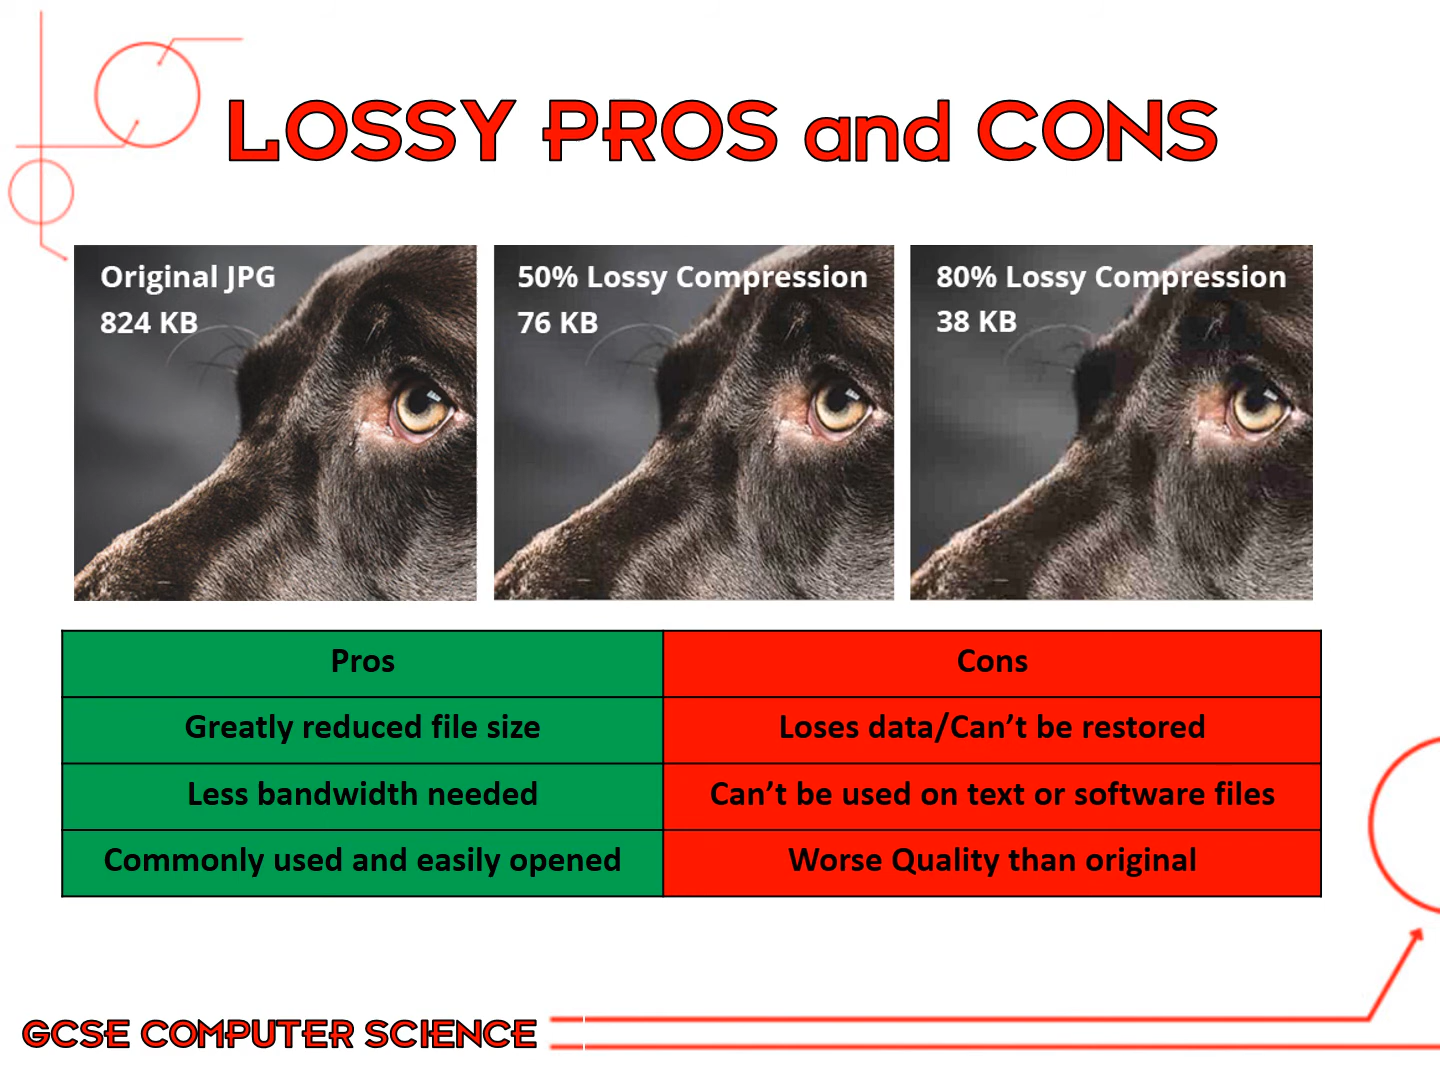 LOSSY PROS and CONS
Original JPG
824 KB
50% Lossy Compression
76 KB
80% Lossy Compression
38 KB
Pros
Cons
Greatly reduced file size
Loses data/Can’t be restored
Less bandwidth needed
Can’t be used on text or software files
Commonly used and easily opened
Worse Quality than original
GCSE COMPUTER SCIENCE